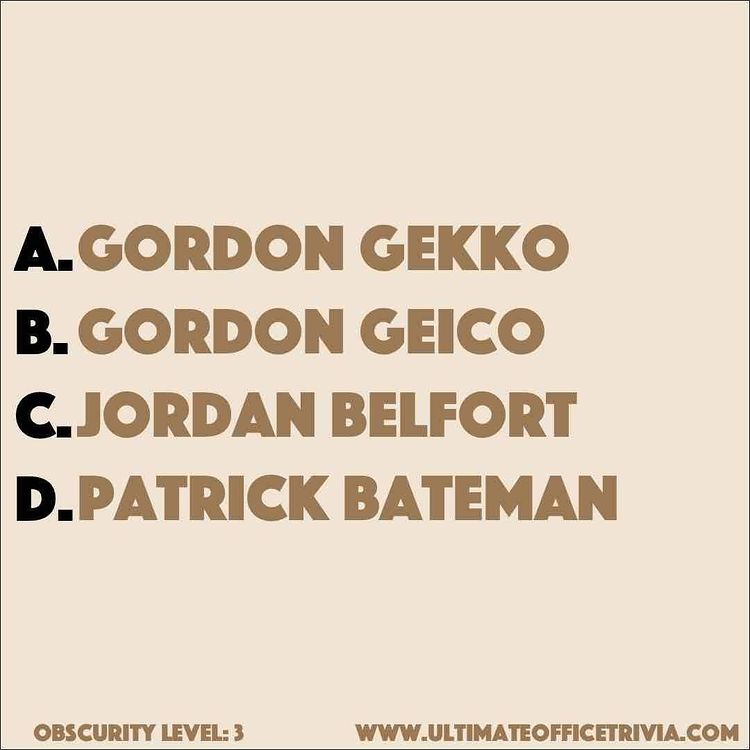 A. GORDON GEKKO
B. GORDON GEICO
C. JORDAN BELFORT
D. PATRICK BATEMAN
OBSCURITY LEVEL: 3 WWW.ULTIMATEOFFICETRIVIA.COM